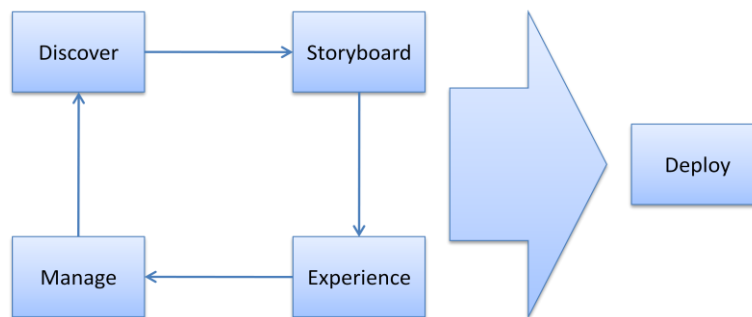 Discover
Storyboard
Deploy
Manage
Experience